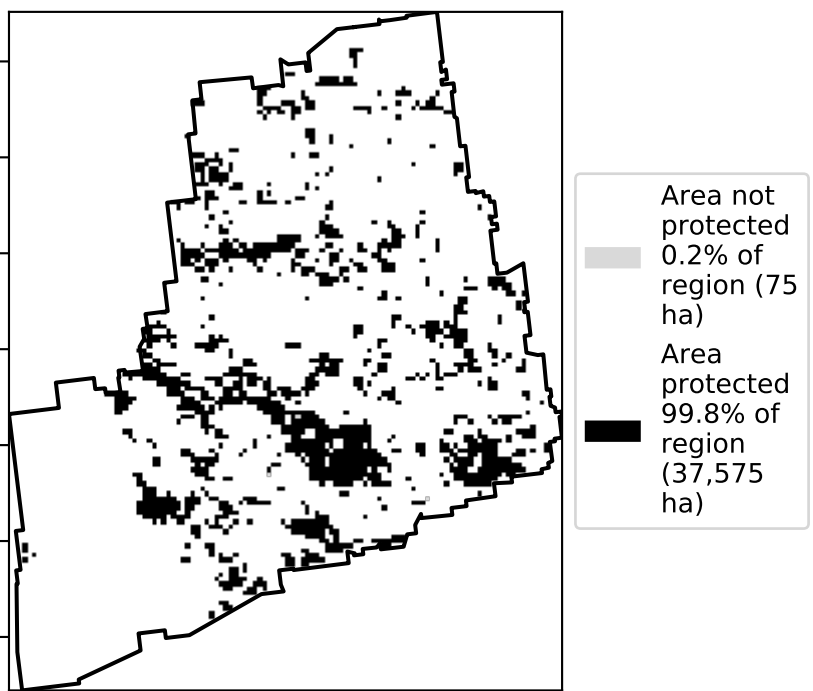 Area not
protected
0.2% of
region (75
ha)
Area
protected
99.8% of
region
(37,575
ha)